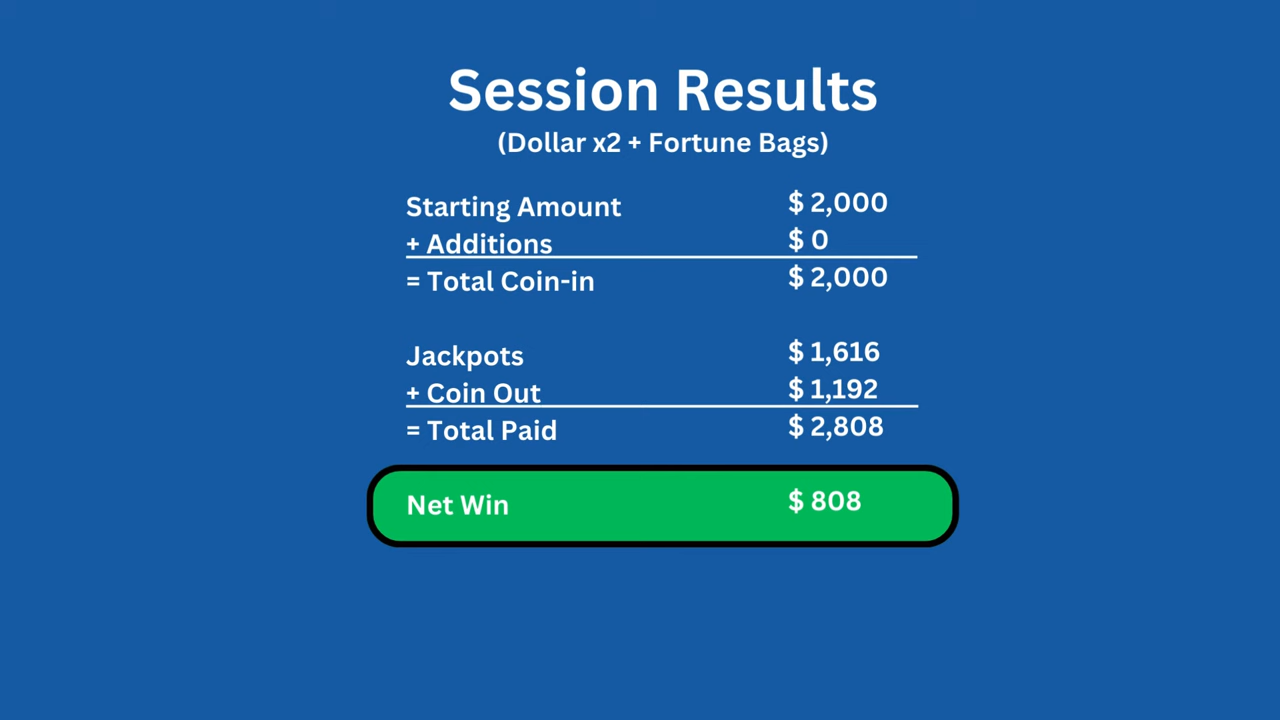 Session Results
(Dollar x2 + Fortune Bags)
Starting Amount $ 2,000
+ Additions $ 0
= Total Coin-in $ 2,000
Jackpots $ 1,616
+ Coin Out $ 1,192
= Total Paid $ 2,808
Net Win $ 808